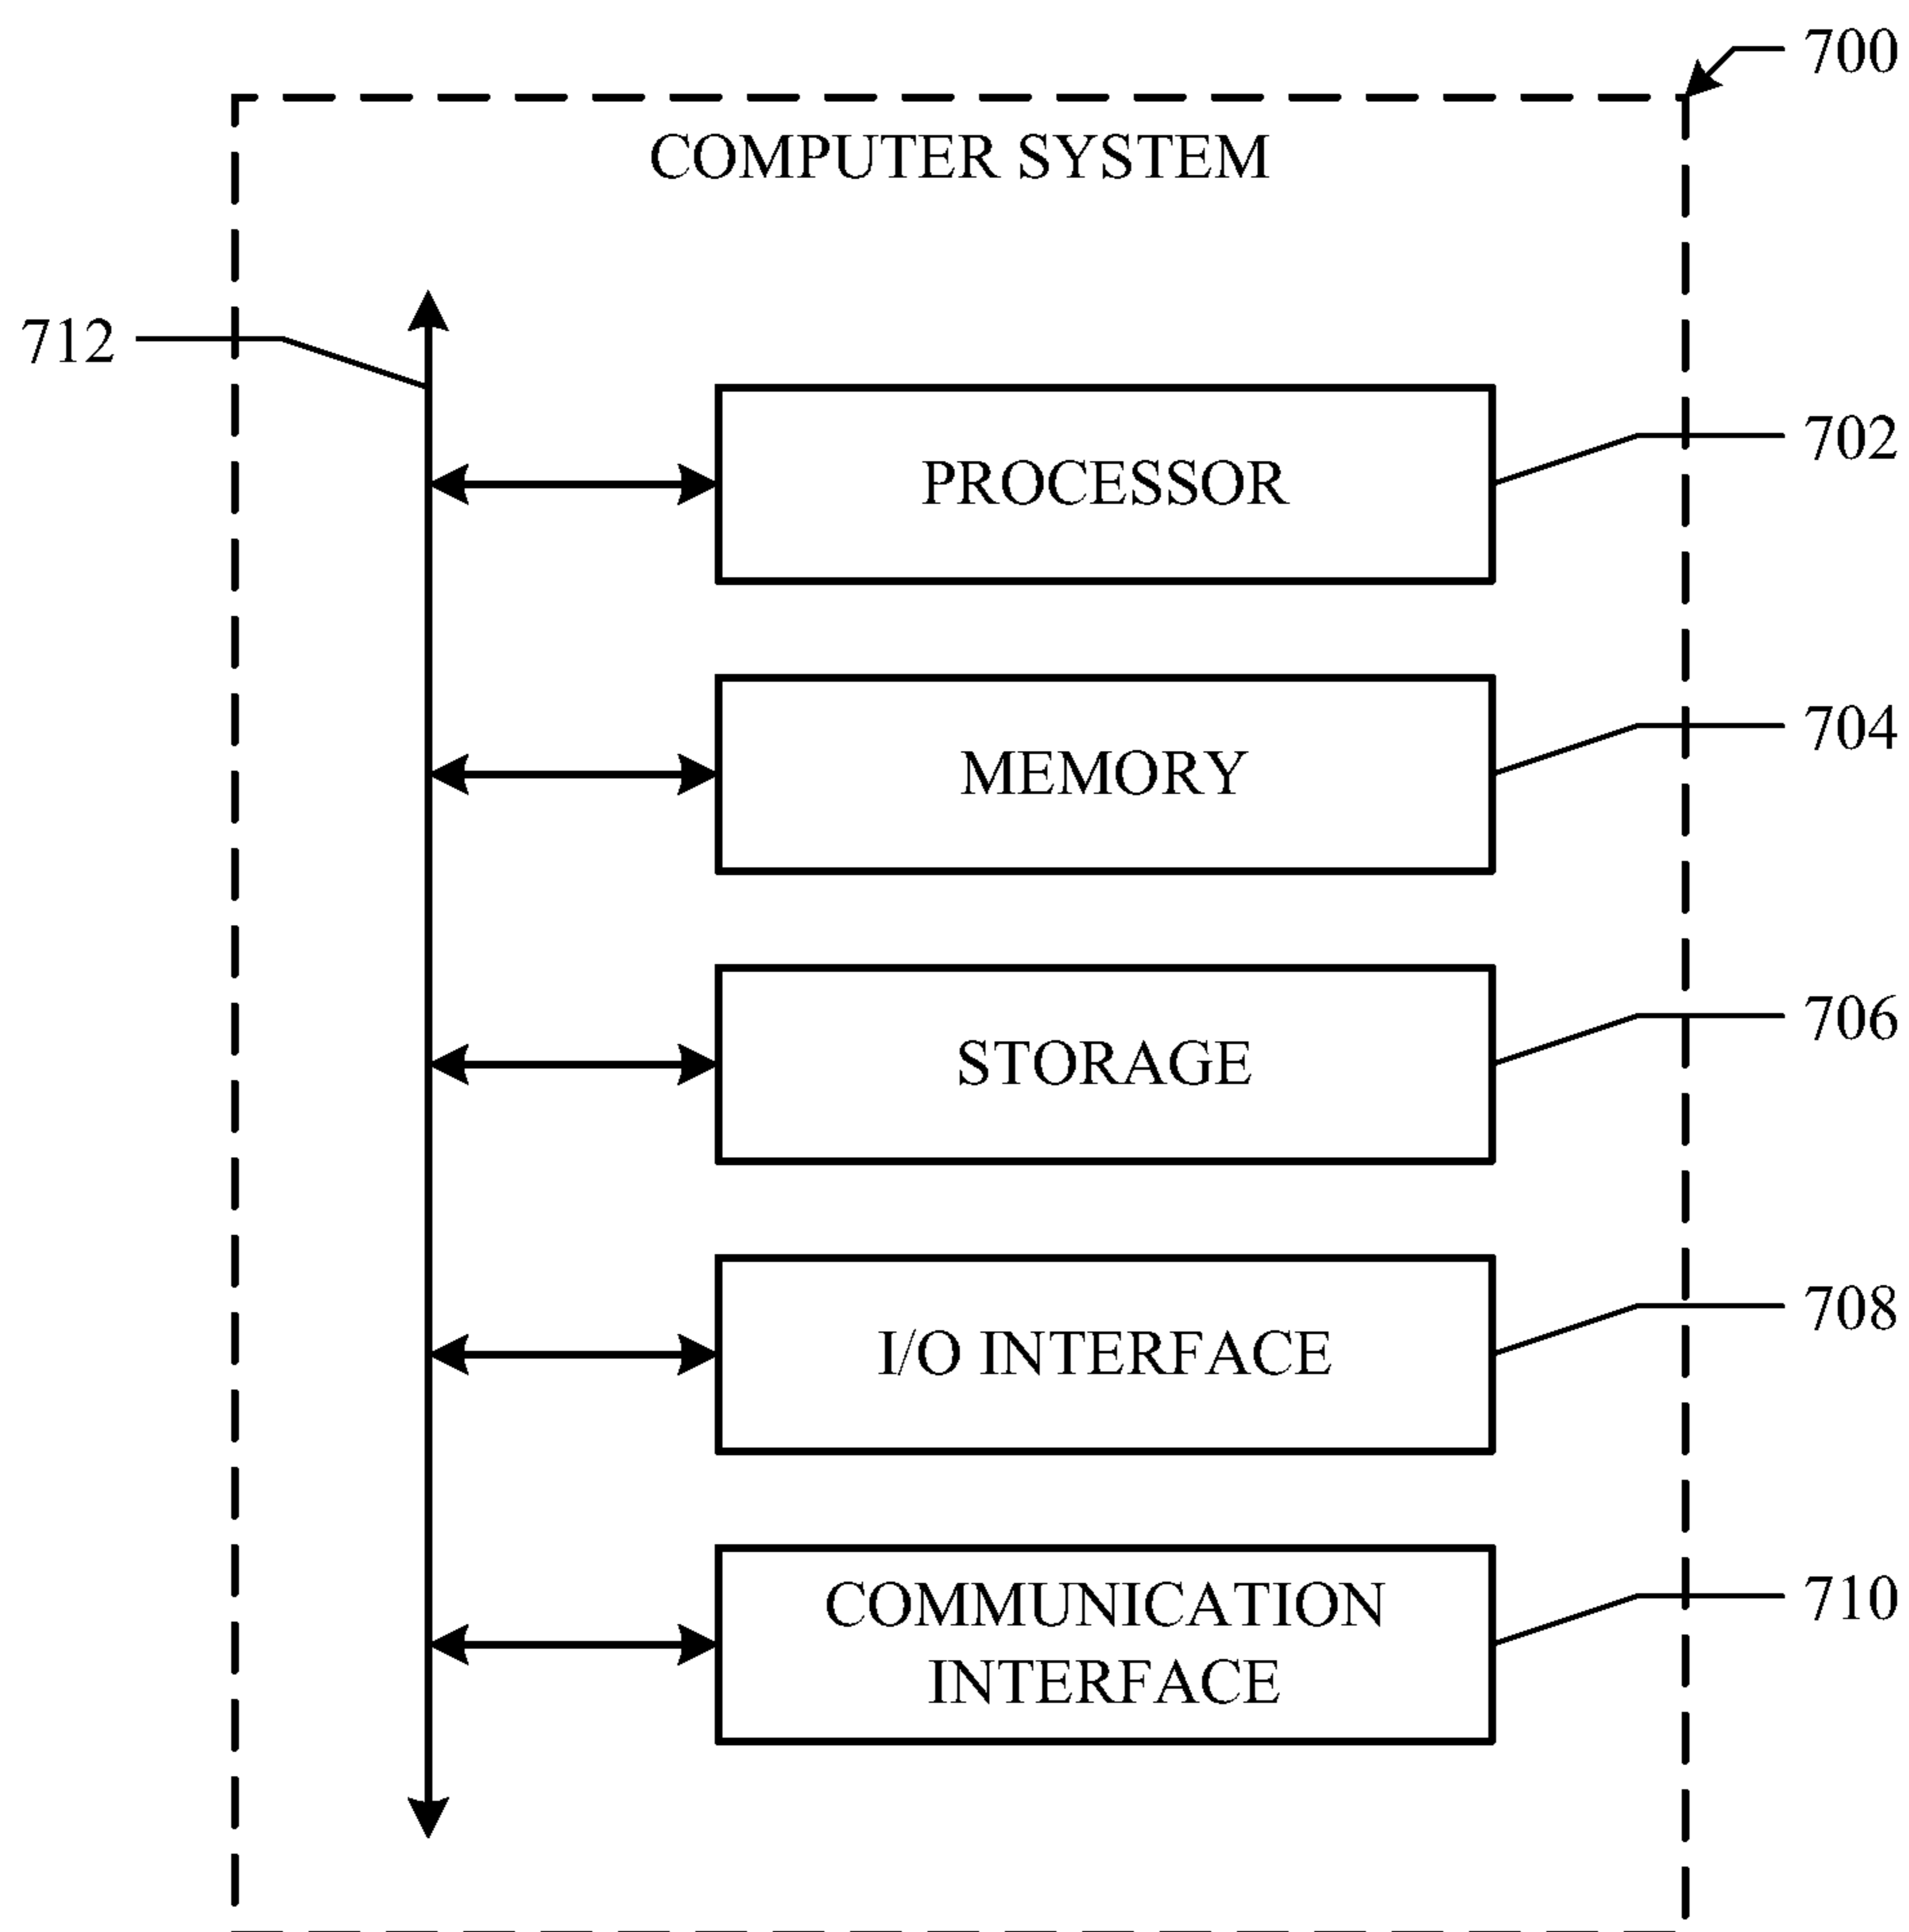 700
COMPUTER SYSTEM
712
PROCESSOR
702
MEMORY
704
STORAGE
706
I/O INTERFACE
708
COMMUNICATION
INTERFACE
710